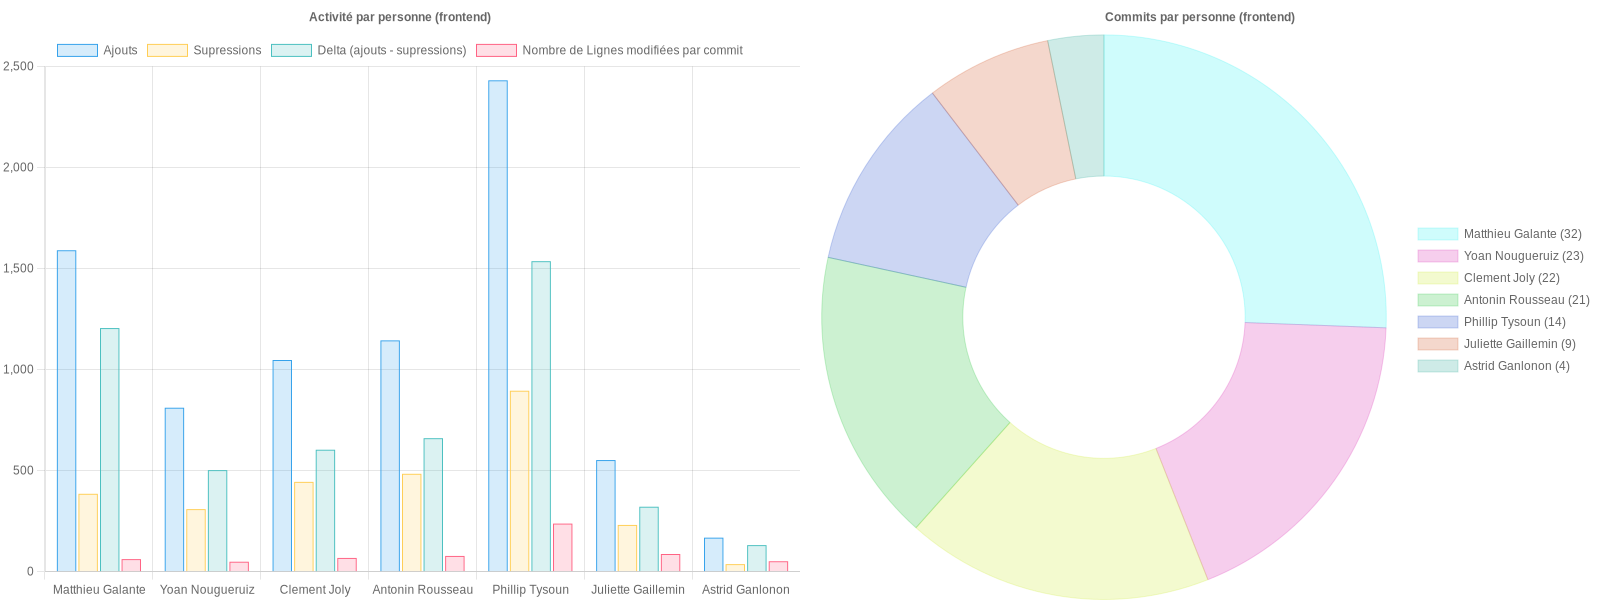 Activité par personne (frontend)
Ajouts
Supressions
Delta (ajouts - supressions)
Nombre de Lignes modifiées par commit
2,500
2,000
1,500
1,000
500
0
Matthieu Galante
Yoan Nougueruiz
Clement Joly
Antonin Rousseau
Phillip Tysoun
Juliette Gaillemin
Astrid Ganlonon
Commits par personne (frontend)
Matthieu Galante (32)
Yoan Nougueruiz (23)
Clement Joly (22)
Antonin Rousseau (21)
Phillip Tysoun (14)
Juliette Gaillemin (9)
Astrid Ganlonon (4)